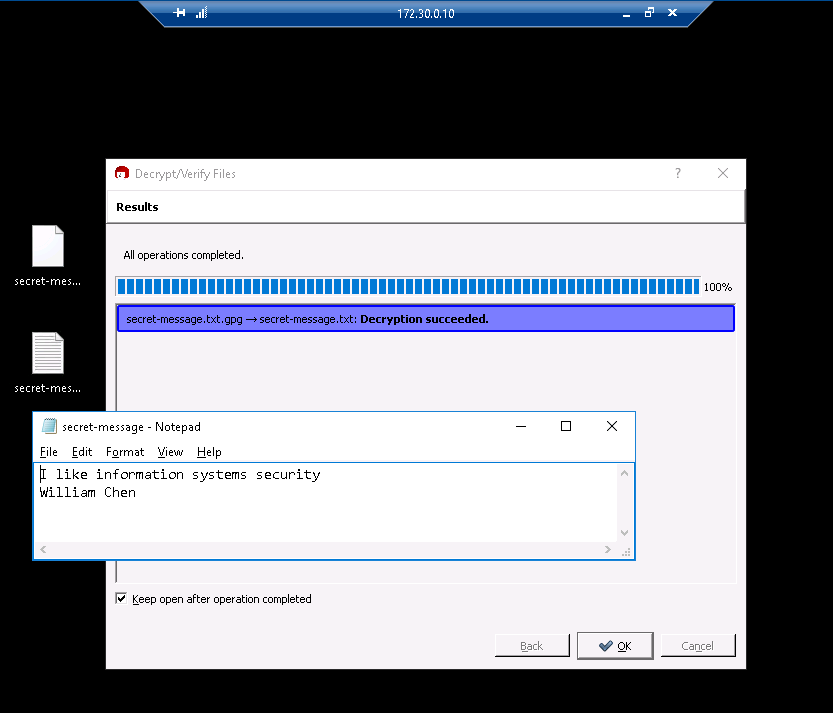 172.30.0.10
Decrypt/Verify Files
?
Results
All operations completed.
100%
secret-message.txt.gpg → secret-message.txt: Decryption succeeded.
secret-mes...
secret-mes...
secret-message - Notepad
File Edit Format View Help
I like information systems security
William Chen
Keep open after operation completed
Back OK Cancel